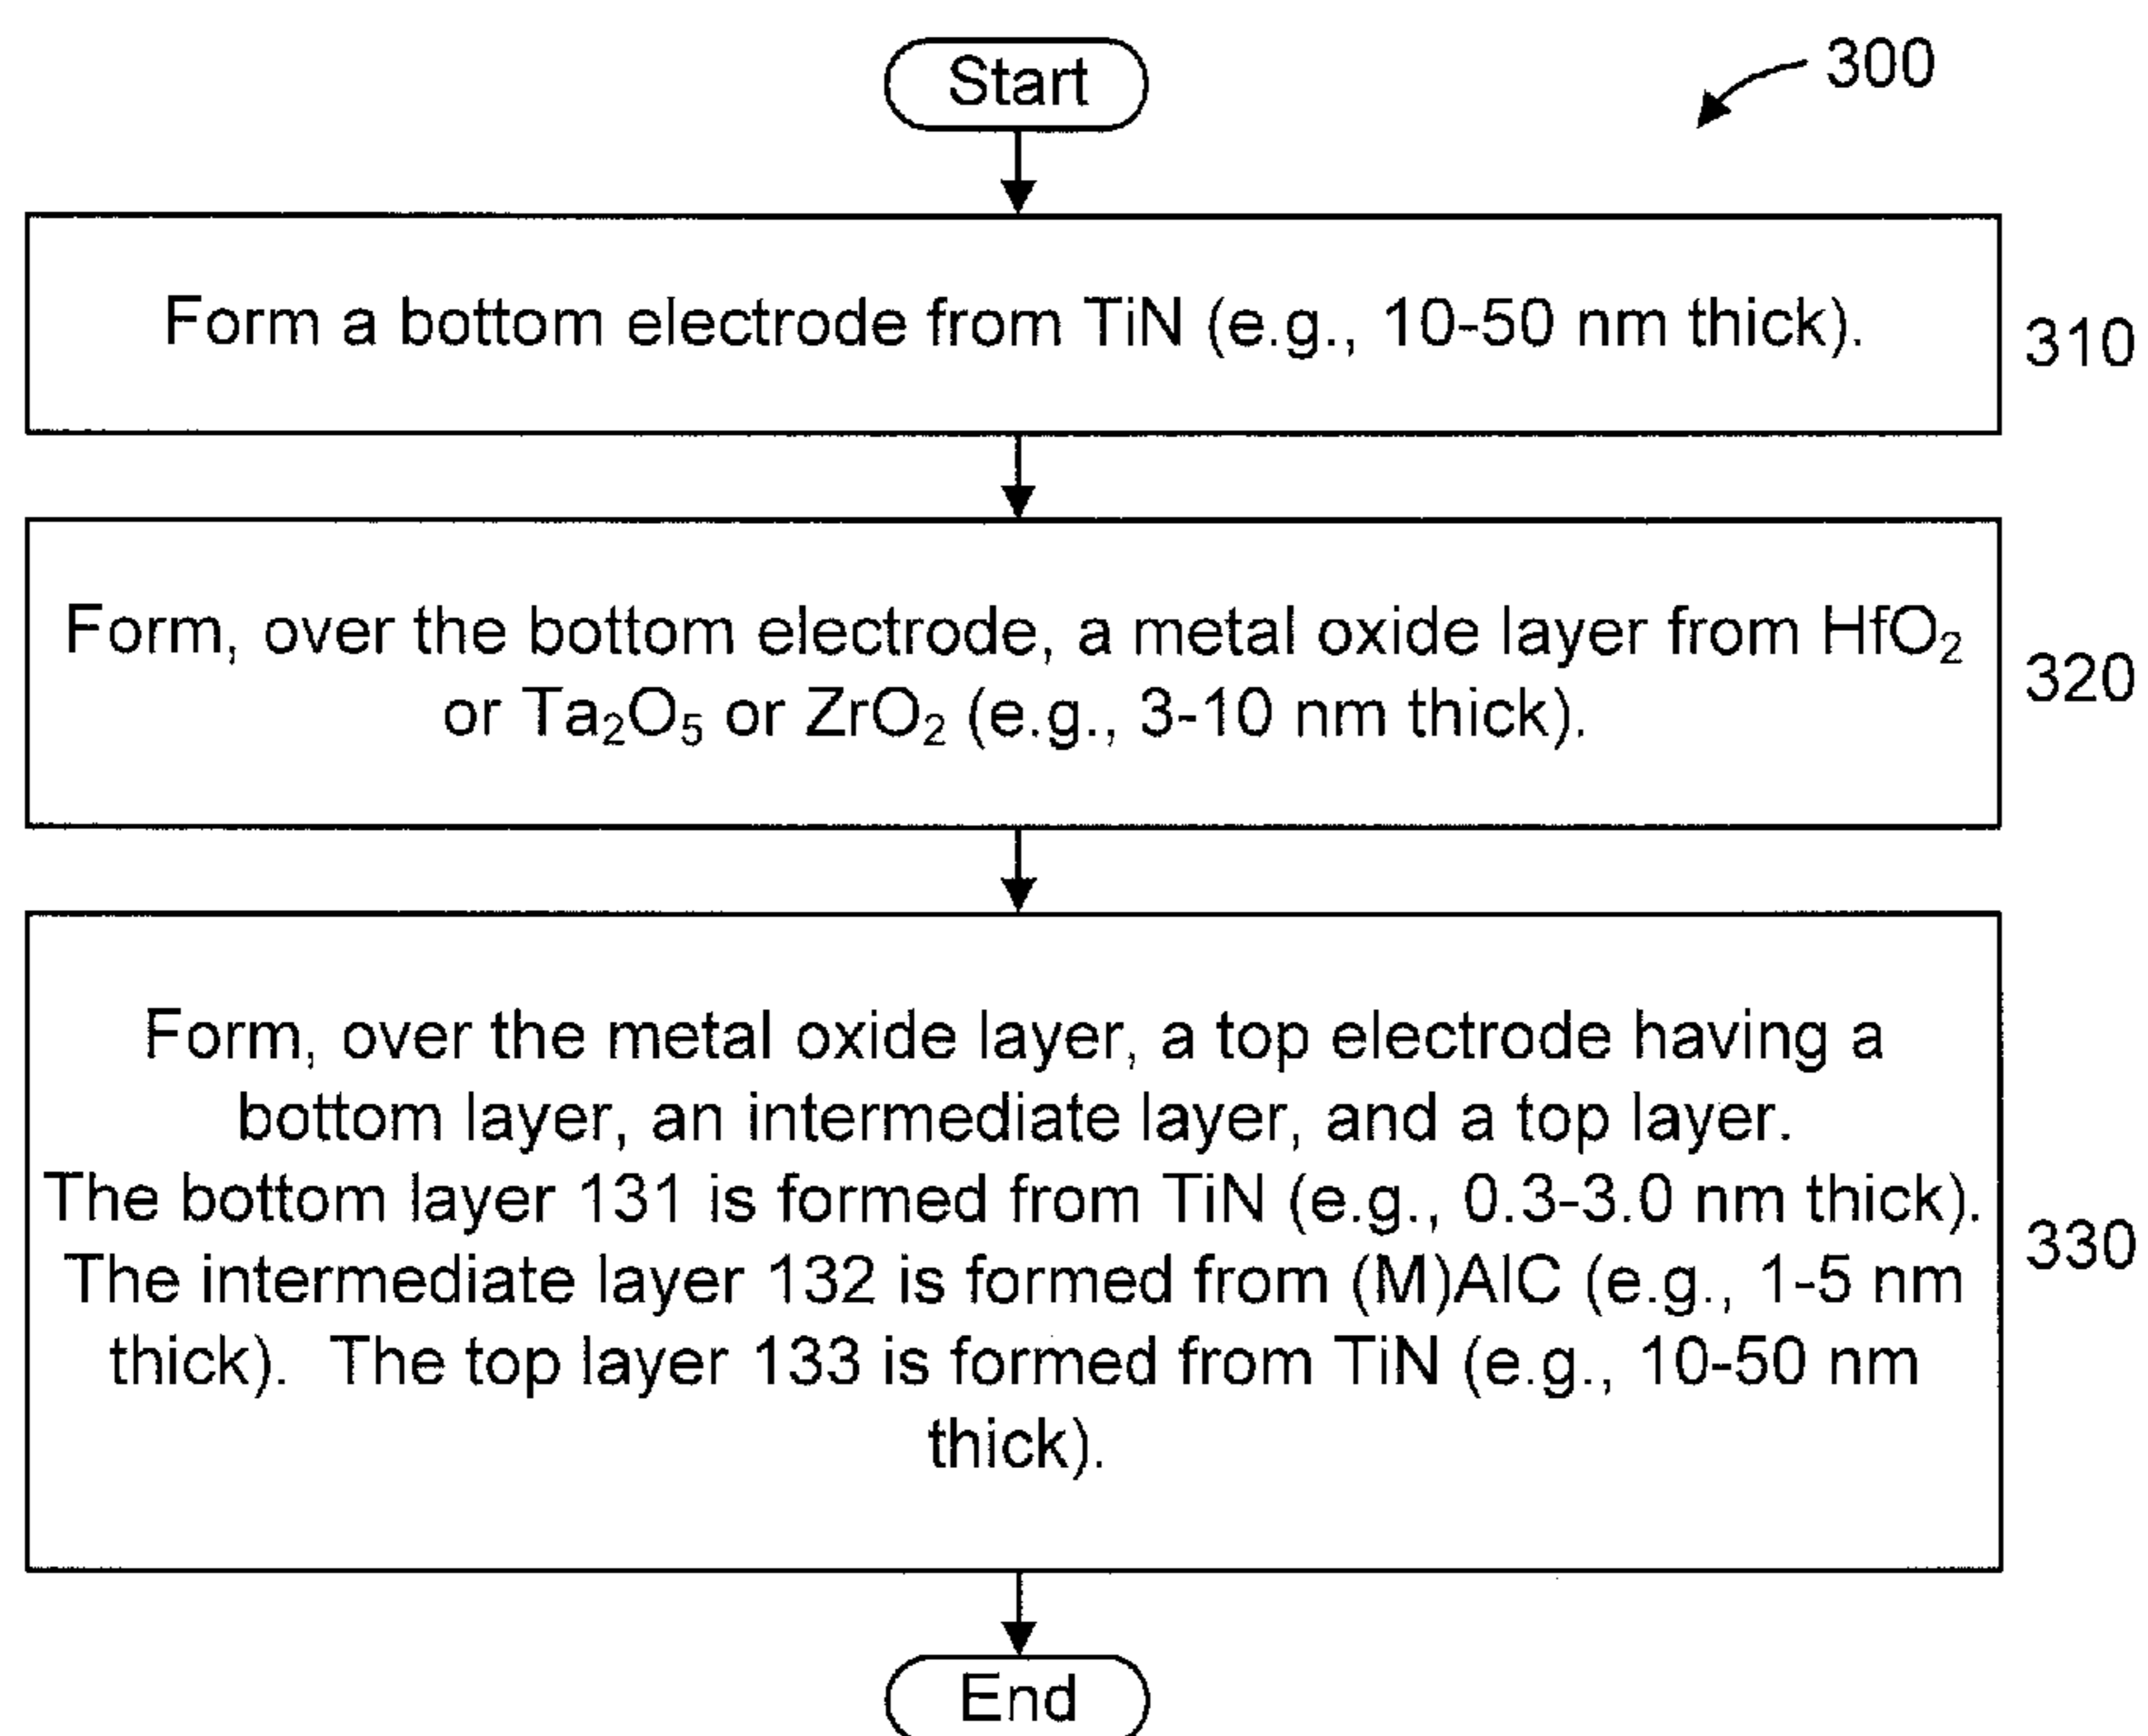 Start
300
Form a bottom electrode from TiN (e.g., 10-50 nm thick).
310
Form, over the bottom electrode, a metal oxide layer from HfO₂
or Ta₂O₅ or ZrO₂ (e.g., 3-10 nm thick).
320
Form, over the metal oxide layer, a top electrode having a
bottom layer, an intermediate layer, and a top layer.
The bottom layer 131 is formed from TiN (e.g., 0.3-3.0 nm thick).
The intermediate layer 132 is formed from (M)AlC (e.g., 1-5 nm
thick). The top layer 133 is formed from TiN (e.g., 10-50 nm
thick).
330
End